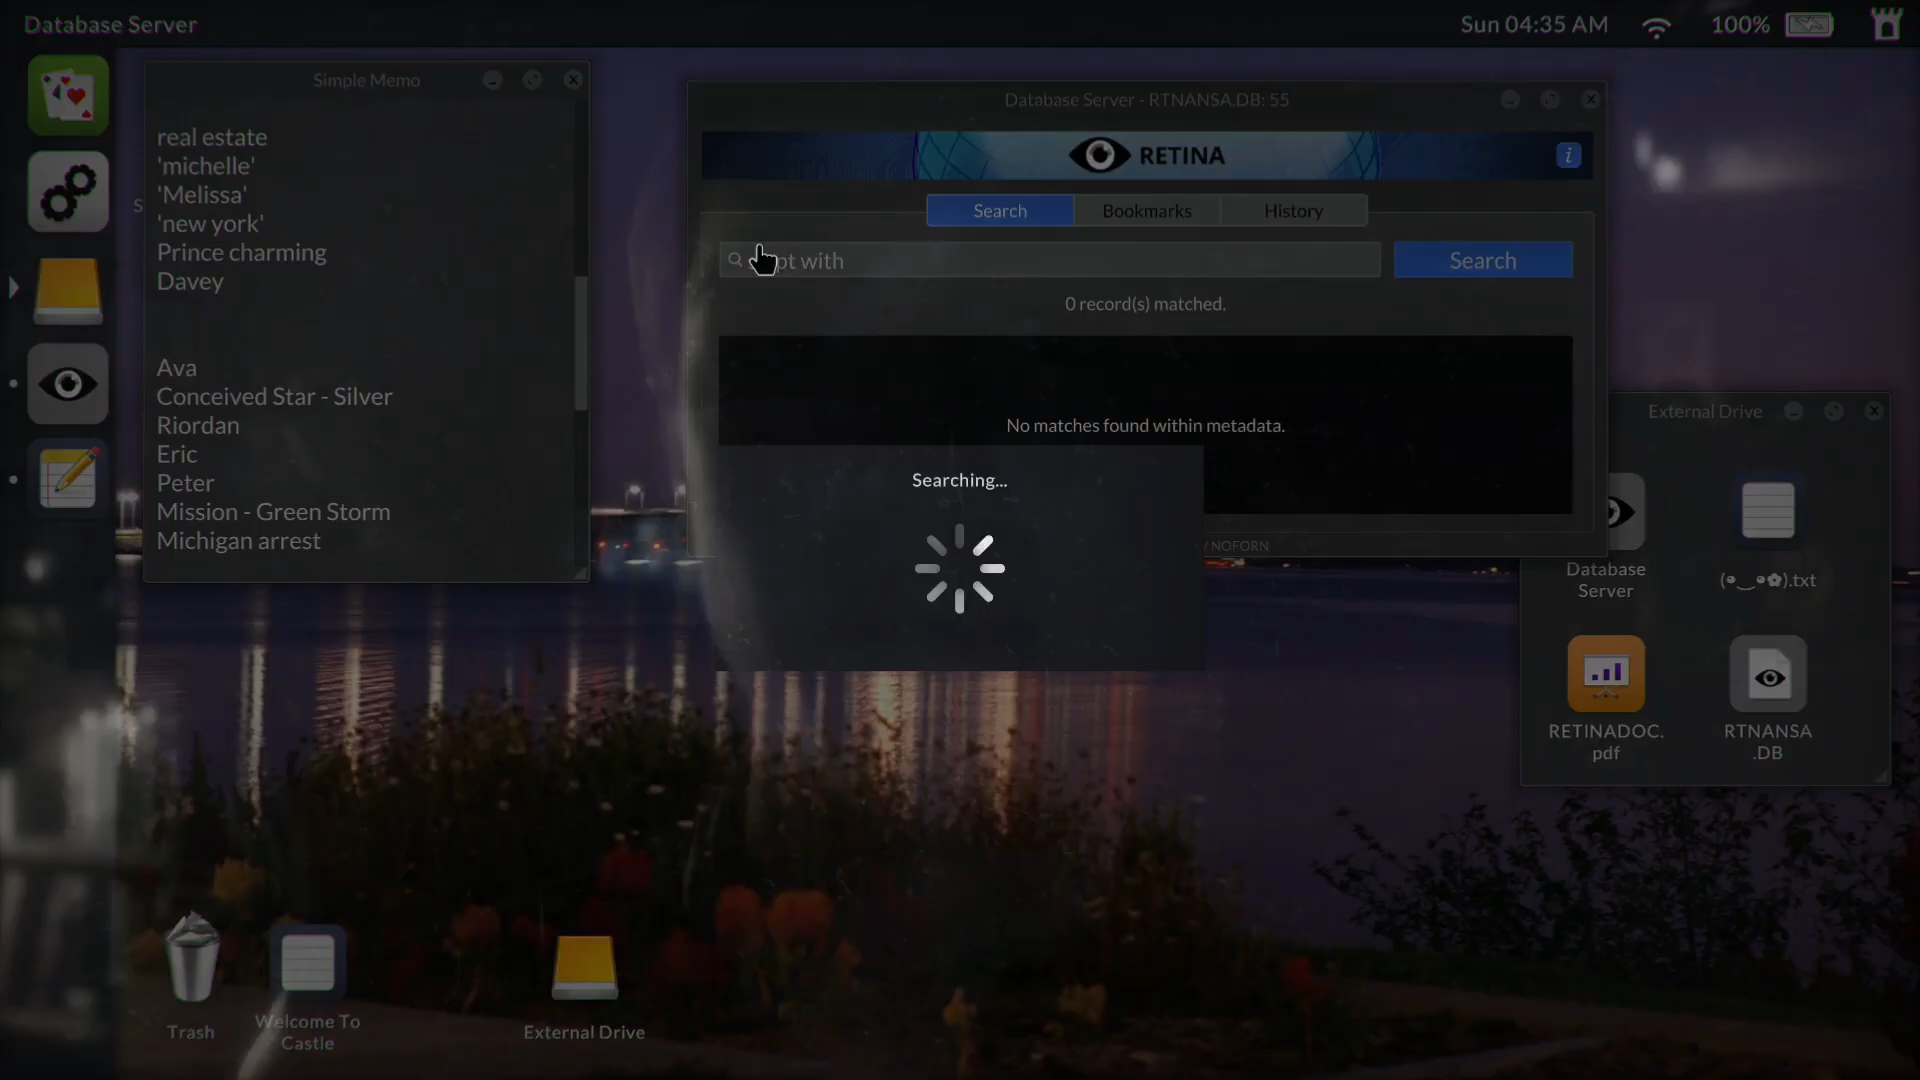 Database Server
Sun 04:35 AM
100%
Simple Memo
real estate
'michelle'
'Melissa'
'new york'
Prince charming
Davey
Ava
Conceived Star - Silver
Riordan
Eric
Peter
Mission - Green Storm
Michigan arrest
Database Server - RTNANSA.DB: 55
RETINA
i
Search
Bookmarks
History
with
Search
0 record(s) matched.
No matches found within metadata.
Searching...
NOFORN
External Drive
Database
Server
(•‿•✿).txt
RETINADOC.
pdf
RTNANSA
.DB
Trash
Welcome To
Castle
External Drive